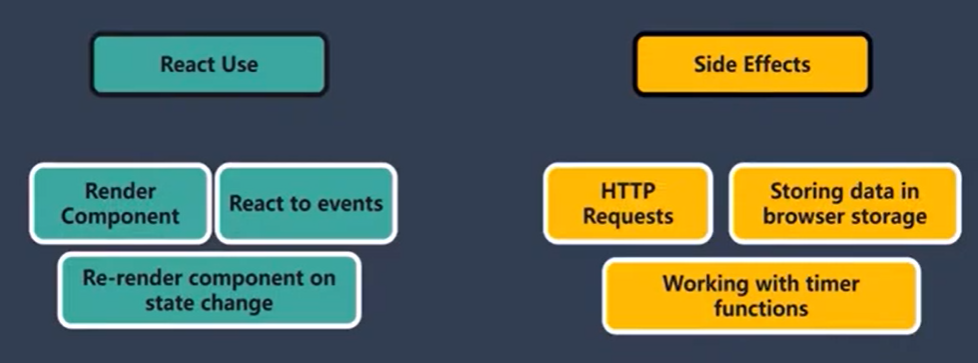 React Use
Side Effects
Render
Component
React to events
Re-render component on
state change
HTTP
Requests
Storing data in
browser storage
Working with timer
functions